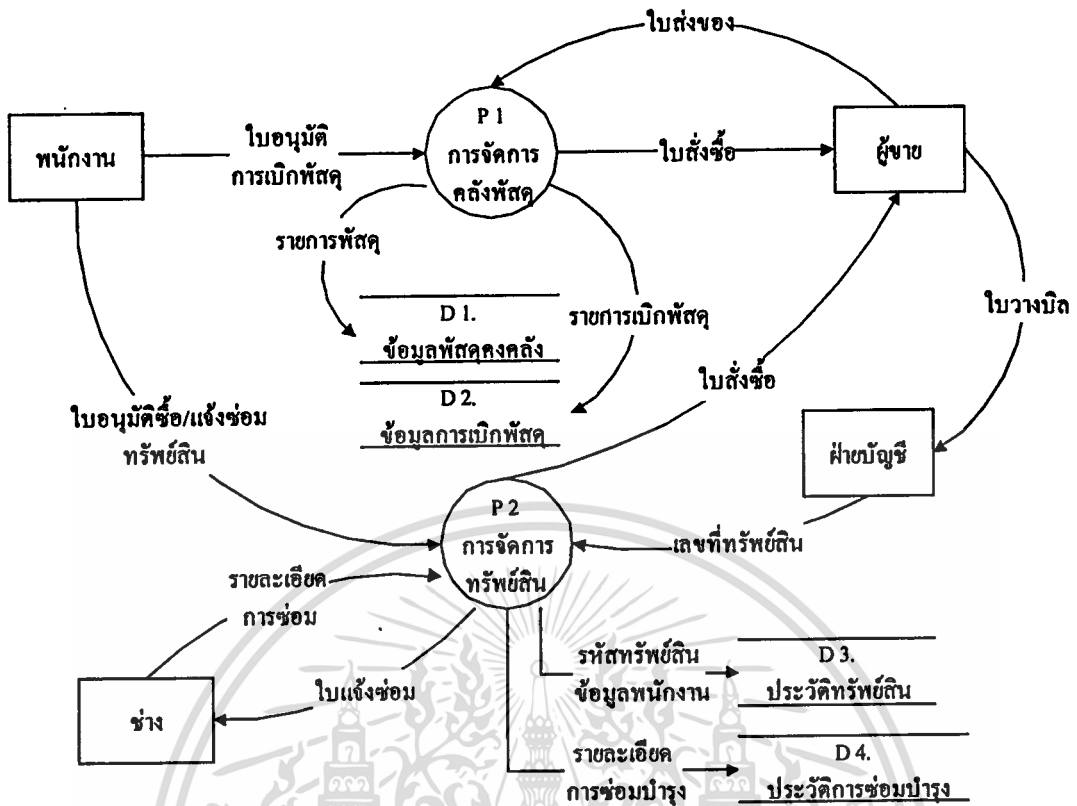 ใบส่งของ
P 1
การจัดการ
คลังพัสดุ
พนักงาน
ใบอนุมัติ
การเบิกพัสดุ
ใบสั่งซื้อ
ผู้ขาย
รายการพัสดุ
D 1.
ข้อมูลพัสดุคงคลัง
รายการเบิกพัสดุ
ใบวางบิล
D 2.
ข้อมูลการเบิกพัสดุ
ใบสั่งซื้อ
ใบอนุมัติซื้อ/แจ้งซ่อม
ทรัพย์สิน
ฝ่ายบัญชี
P 2
การจัดการ
ทรัพย์สิน
เลขที่ทรัพย์สิน
รายละเอียด
การซ่อม
ช่าง
ใบแจ้งซ่อม
รหัสทรัพย์สิน
ข้อมูลพนักงาน
D 3.
ประวัติทรัพย์สิน
รายละเอียด
การซ่อมบำรุง
D 4.
ประวัติการซ่อมบำรุง